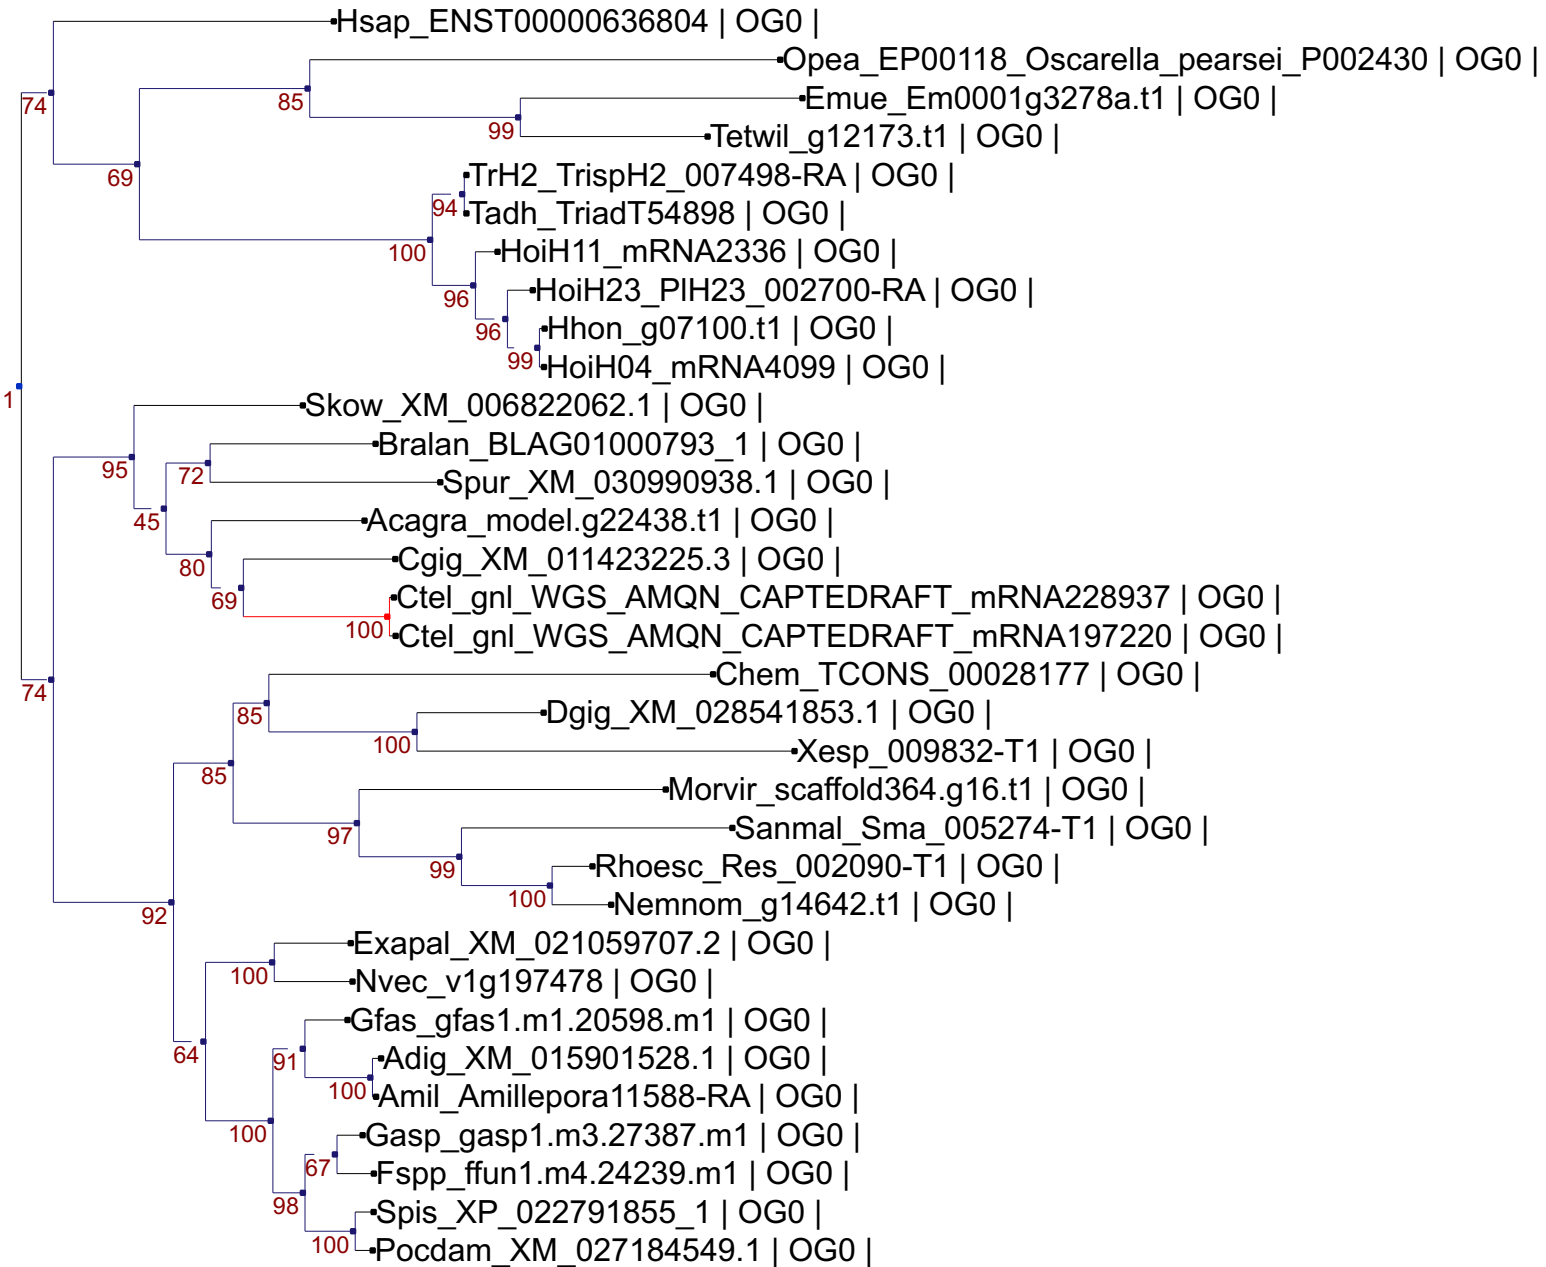 Hsap_ENST00000636804 | OG0 |
Opea_EP00118_Oscarella_pearsei_P002430 | OG0 |
85
74
Emue_Em0001g3278a.t1 | OG0 |
99
Tetwil_g12173.t1 | OG0 |
69
TrH2_TrispH2_007498-RA | OG0 |
94
Tadh_TriadT54898 | OG0 |
100
HoiH11_mRNA2336 | OG0 |
96
HoiH23_PlH23_002700-RA | OG0 |
96
Hhon_g07100.t1 | OG0 |
99
HoiH04_mRNA4099 | OG0 |
1
Skow_XM_006822062.1 | OG0 |
Bralan_BLAG01000793_1 | OG0 |
95
72
Spur_XM_030990938.1 | OG0 |
45
Acagra_model.g22438.t1 | OG0 |
80
Cgig_XM_011423225.3 | OG0 |
69
Ctel_gnl_WGS_AMQN_CAPTEDRAFT_mRNA228937 | OG0 |
100
Ctel_gnl_WGS_AMQN_CAPTEDRAFT_mRNA197220 | OG0 |
Chem_TCONS_00028177 | OG0 |
74
85
Dgig_XM_028541853.1 | OG0 |
100
Xesp_009832-T1 | OG0 |
85
Morvir_scaffold364.g16.t1 | OG0 |
97
Sanmal_Sma_005274-T1 | OG0 |
99
Rhoesc_Res_002090-T1 | OG0 |
100
Nemnom_g14642.t1 | OG0 |
92
Exapal_XM_021059707.2 | OG0 |
100
Nvec_v1g197478 | OG0 |
Gfas_gfas1.m1.20598.m1 | OG0 |
64
91
Adig_XM_015901528.1 | OG0 |
100
Amil_Amillepora11588-RA | OG0 |
100
Gasp_gasp1.m3.27387.m1 | OG0 |
67
Fspp_ffun1.m4.24239.m1 | OG0 |
98
Spis_XP_022791855_1 | OG0 |
100
Pocdam_XM_027184549.1 | OG0 |